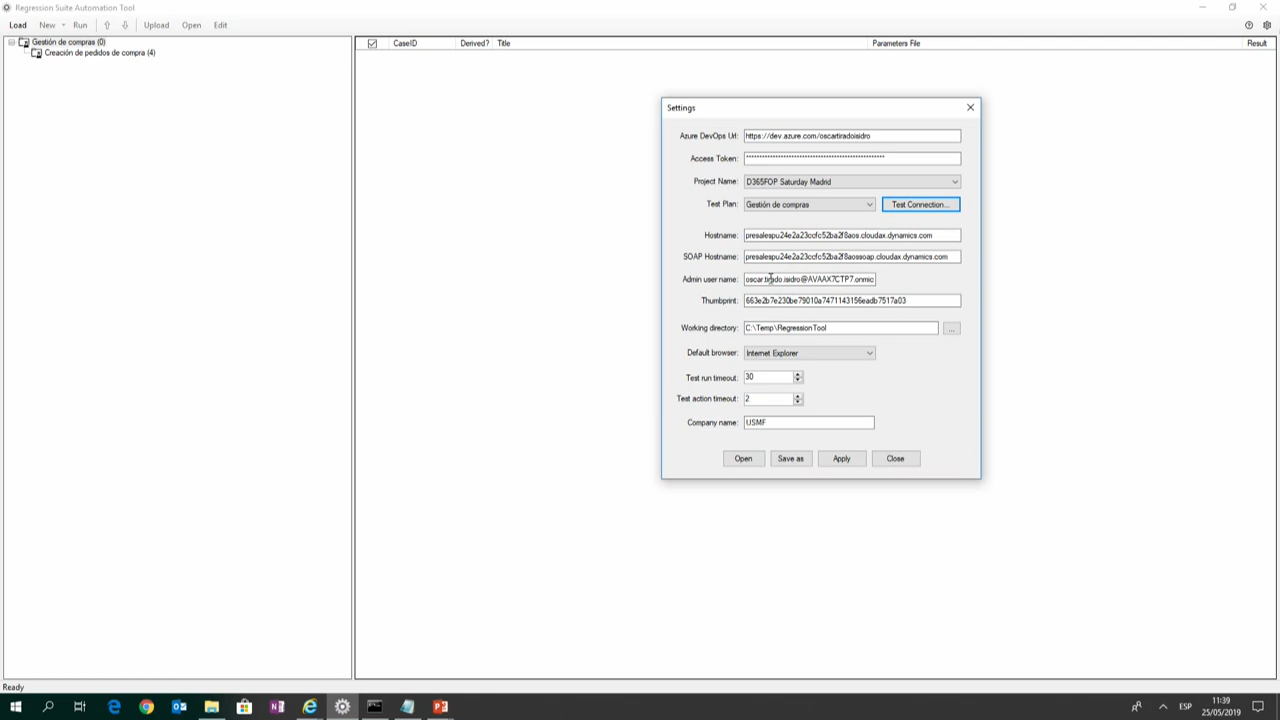 Regression Suite Automation Tool
Load New Run Upload Open Edit
Gestión de compras (0)
Creación de pedidos de compra (4)
CaseID Derived? Title Parameters File Result
Settings
Azure DevOps Url: https://dev.azure.com/oscartiradoisidro
Access Token: **************************************************
Project Name: D365FOP Saturday Madrid
Test Plan: Gestión de compras Test Connection...
Hostname: presalespu24e2a23ccfc52ba2f8aos.cloudax.dynamics.com
SOAP Hostname: presalespu24e2a23ccfc52ba2f8aossoap.cloudax.dynamics.com
Admin user name: oscar.tirado.isidro@AVAAX7CTP7.onmic
Thumbprint: 663e2b7e230be79010a7471143156eadb7517a03
Working directory: C:\Temp\RegressionTool ...
Default browser: Internet Explorer
Test run timeout: 30
Test action timeout: 2
Company name: USMF
Open Save as Apply Close
Ready
ESP
11:39
25/05/2019